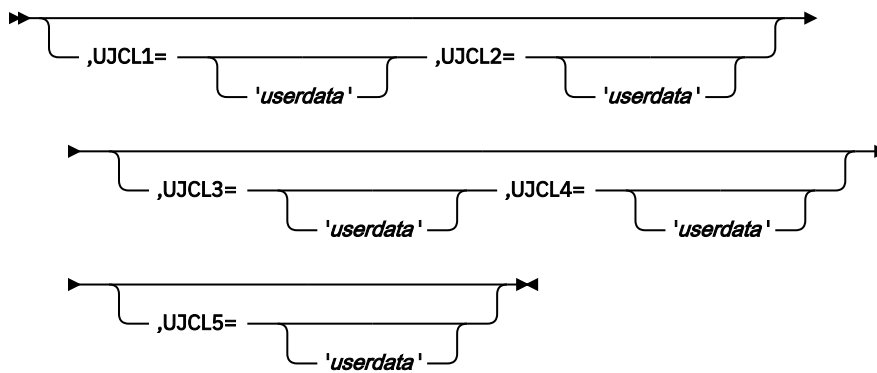 ,UJCL1= ,UJCL2=
'userdata' 'userdata'
,UJCL3= ,UJCL4=
'userdata' 'userdata'
,UJCL5=
'userdata'